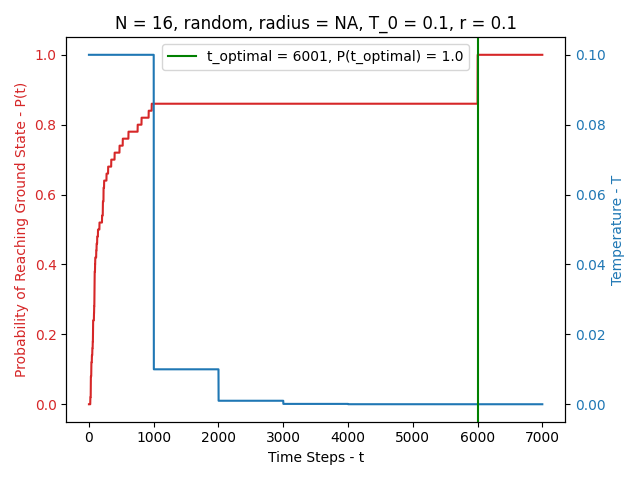 N = 16, random, radius = NA, T_0 = 0.1, r = 0.1
t_optimal = 6001, P(t_optimal) = 1.0
Probability of Reaching Ground State - P(t)
1.0
0.8
0.6
0.4
0.2
0.0
0.10
0.08
0.06
0.04
0.02
0.00
Temperature - T
0 1000 2000 3000 4000 5000 6000 7000
Time Steps - t